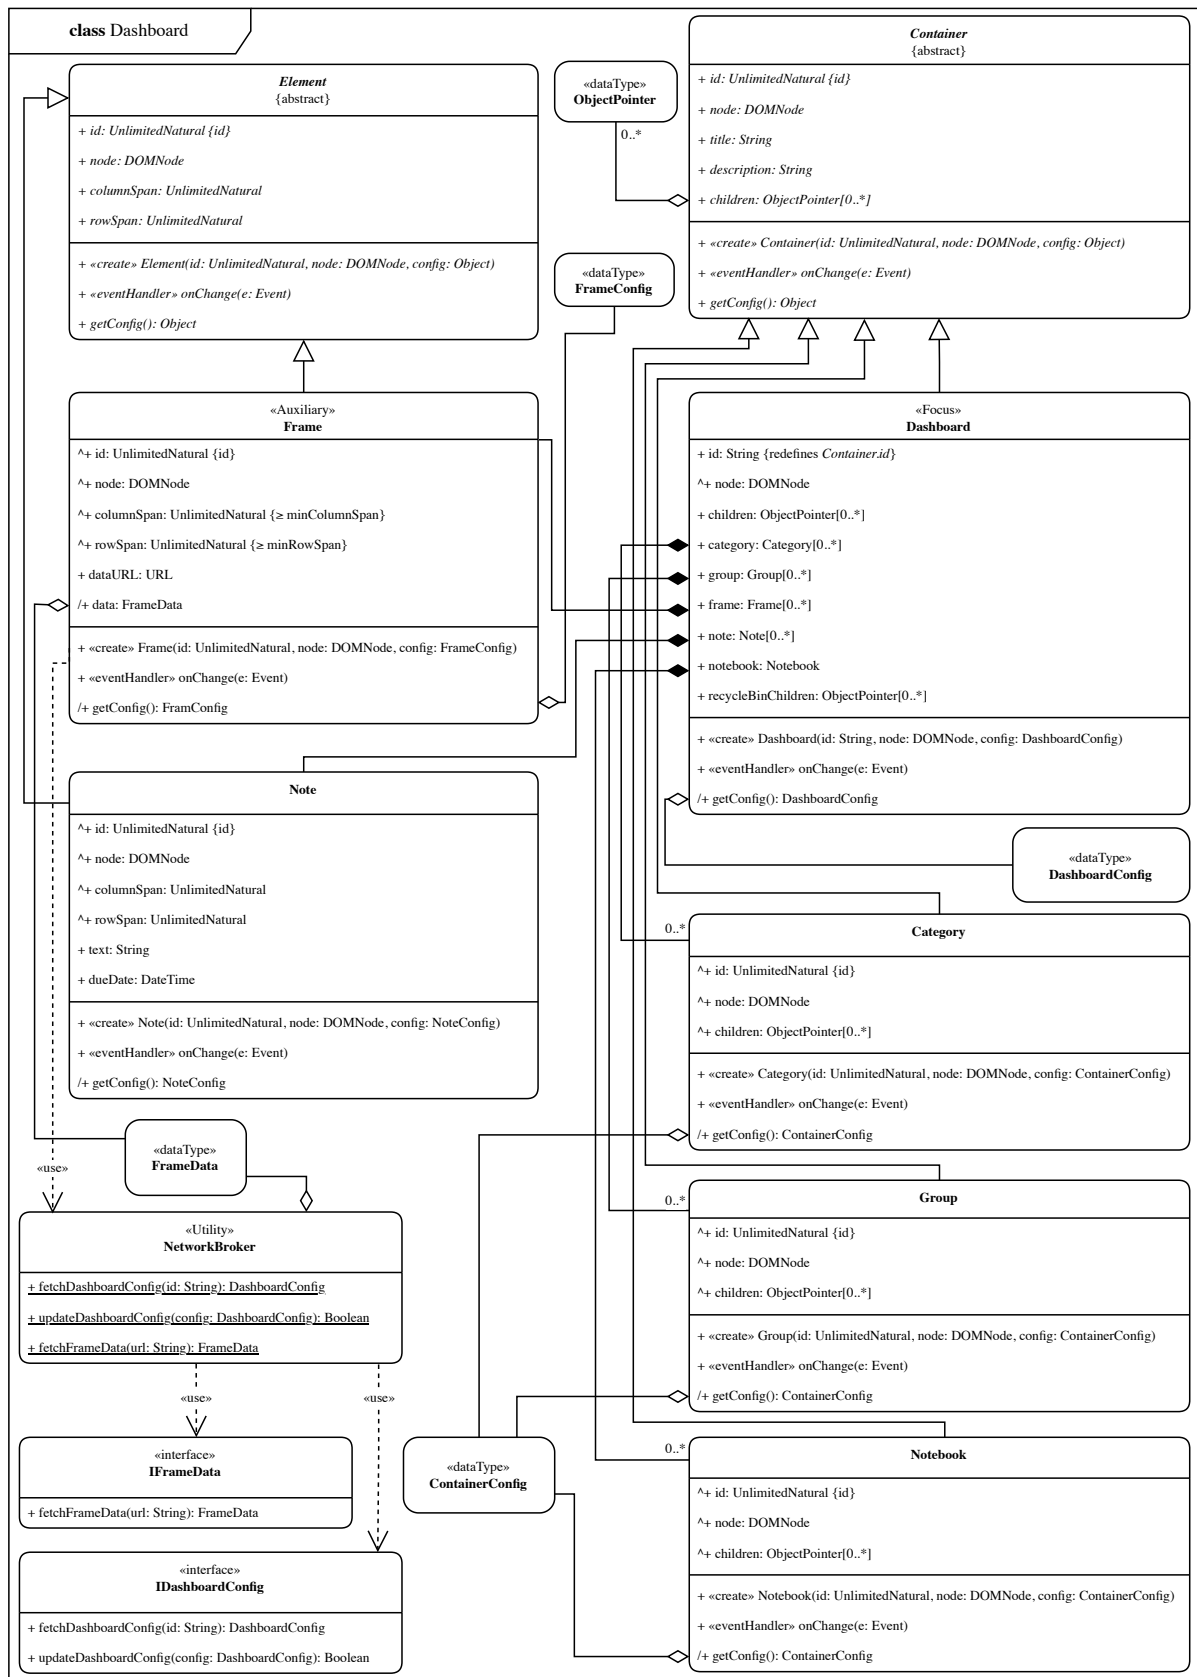 class Dashboard
Element
{abstract}
+ id: UnlimitedNatural {id}
+ node: DOMNode
+ columnSpan: UnlimitedNatural
+ rowSpan: UnlimitedNatural
+ «create» Element(id: UnlimitedNatural, node: DOMNode, config: Object)
+ «eventHandler» onChange(e: Event)
+ getConfig(): Object
«dataType»
ObjectPointer
0..*
Container
{abstract}
+ id: UnlimitedNatural {id}
+ node: DOMNode
+ title: String
+ description: String
+ children: ObjectPointer[0..*]
+ «create» Container(id: UnlimitedNatural, node: DOMNode, config: Object)
+ «eventHandler» onChange(e: Event)
+ getConfig(): Object
«dataType»
FrameConfig
«Auxiliary»
Frame
^+ id: UnlimitedNatural {id}
^+ node: DOMNode
^+ columnSpan: UnlimitedNatural {≥ minColumnSpan}
^+ rowSpan: UnlimitedNatural {≥ minRowSpan}
+ dataURL: URL
/+ data: FrameData
+ «create» Frame(id: UnlimitedNatural, node: DOMNode, config: FrameConfig)
+ «eventHandler» onChange(e: Event)
/+ getConfig(): FramConfig
«Focus»
Dashboard
+ id: String {redefines Container.id}
^+ node: DOMNode
+ children: ObjectPointer[0..*]
+ category: Category[0..*]
+ group: Group[0..*]
+ frame: Frame[0..*]
+ note: Note[0..*]
+ notebook: Notebook
+ recycleBinChildren: ObjectPointer[0..*]
+ «create» Dashboard(id: String, node: DOMNode, config: DashboardConfig)
+ «eventHandler» onChange(e: Event)
/+ getConfig(): DashboardConfig
Note
^+ id: UnlimitedNatural {id}
^+ node: DOMNode
^+ columnSpan: UnlimitedNatural
^+ rowSpan: UnlimitedNatural
+ text: String
+ dueDate: DateTime
+ «create» Note(id: UnlimitedNatural, node: DOMNode, config: NoteConfig)
+ «eventHandler» onChange(e: Event)
/+ getConfig(): NoteConfig
«dataType»
DashboardConfig
0..*
Category
^+ id: UnlimitedNatural {id}
^+ node: DOMNode
^+ children: ObjectPointer[0..*]
+ «create» Category(id: UnlimitedNatural, node: DOMNode, config: ContainerConfig)
+ «eventHandler» onChange(e: Event)
/+ getConfig(): ContainerConfig
«dataType»
FrameData
«use»
«Utility»
NetworkBroker
+ fetchDashboardConfig(id: String): DashboardConfig
+ updateDashboardConfig(config: DashboardConfig): Boolean
+ fetchFrameData(url: String): FrameData
0..*
Group
^+ id: UnlimitedNatural {id}
^+ node: DOMNode
^+ children: ObjectPointer[0..*]
+ «create» Group(id: UnlimitedNatural, node: DOMNode, config: ContainerConfig)
+ «eventHandler» onChange(e: Event)
/+ getConfig(): ContainerConfig
«use»
«use»
«interface»
IFrameData
+ fetchFrameData(url: String): FrameData
«dataType»
ContainerConfig
0..*
Notebook
^+ id: UnlimitedNatural {id}
^+ node: DOMNode
^+ children: ObjectPointer[0..*]
+ «create» Notebook(id: UnlimitedNatural, node: DOMNode, config: ContainerConfig)
+ «eventHandler» onChange(e: Event)
/+ getConfig(): ContainerConfig
«interface»
IDashboardConfig
+ fetchDashboardConfig(id: String): DashboardConfig
+ updateDashboardConfig(config: DashboardConfig): Boolean